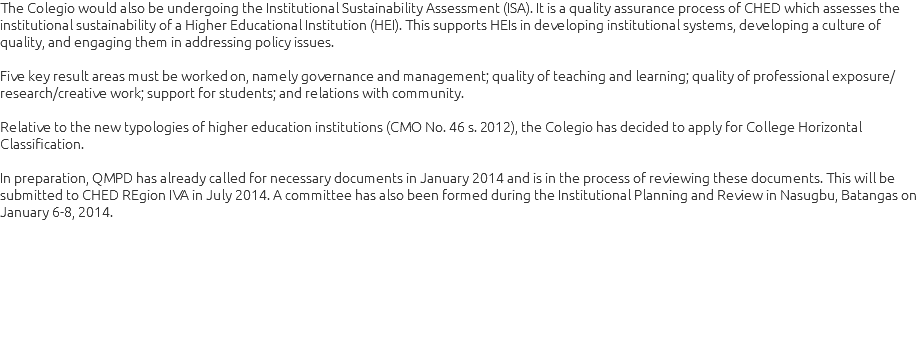 The Colegio would also be undergoing the Institutional Sustainability Assessment (ISA). It is a quality assurance process of CHED which assesses the
institutional sustainability of a Higher Educational Institution (HEI). This supports HEIs in developing institutional systems, developing a culture of
quality, and engaging them in addressing policy issues.
Five key result areas must be worked on, namely governance and management; quality of teaching and learning; quality of professional exposure/
research/creative work; support for students; and relations with community.
Relative to the new typologies of higher education institutions (CMO No. 46 s. 2012), the Colegio has decided to apply for College Horizontal
Classification.
In preparation, QMPD has already called for necessary documents in January 2014 and is in the process of reviewing these documents. This will be
submitted to CHED REgion IVA in July 2014. A committee has also been formed during the Institutional Planning and Review in Nasugbu, Batangas on
January 6-8, 2014.